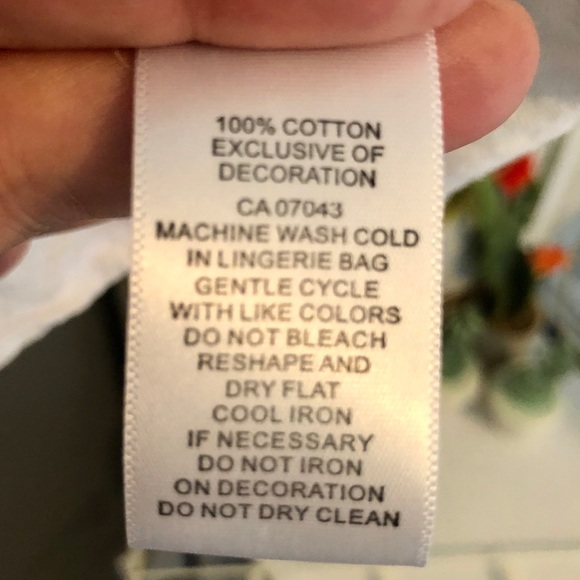 100% COTTON
EXCLUSIVE OF
DECORATION
CA 07043
MACHINE WASH COLD
IN LINGERIE BAG
GENTLE CYCLE
WITH LIKE COLORS
DO NOT BLEACH
RESHAPE AND
DRY FLAT
COOL IRON
IF NECESSARY
DO NOT IRON
ON DECORATION
DO NOT DRY CLEAN